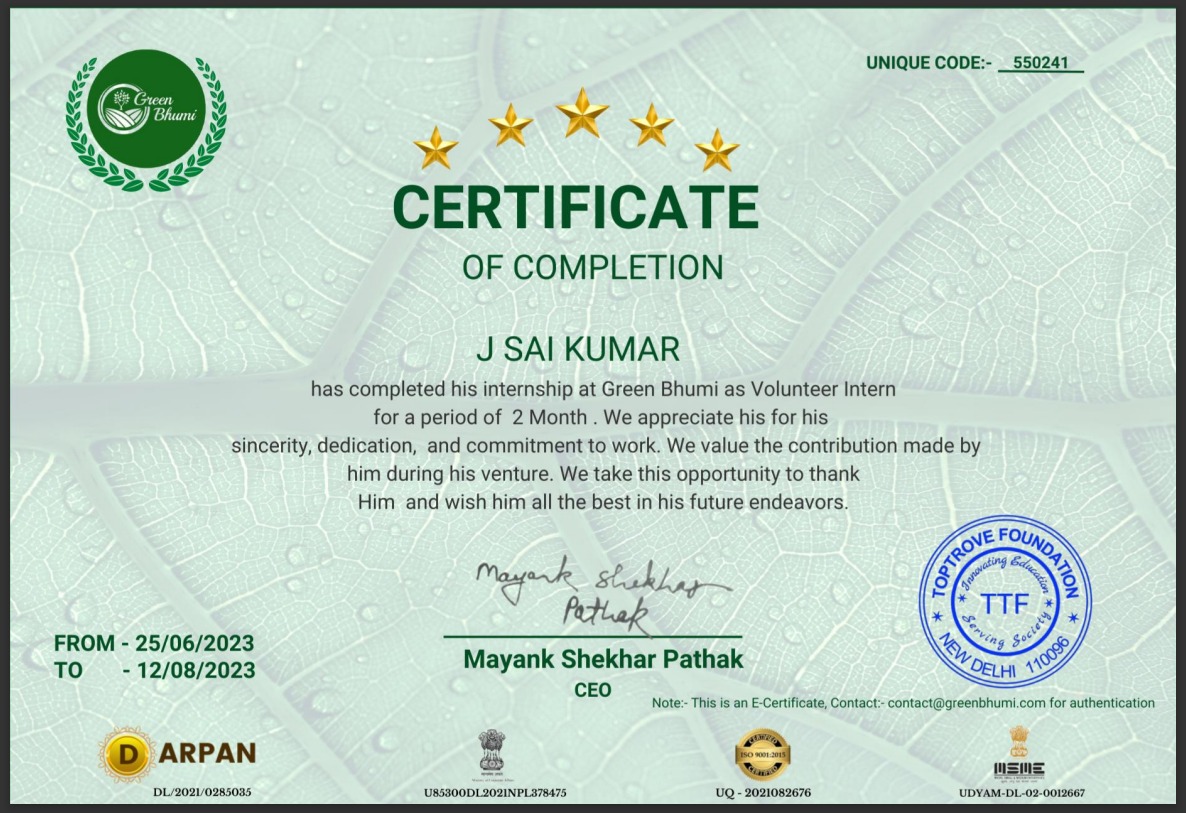 Green
Bhumi
UNIQUE CODE:- 550241
CERTIFICATE
OF COMPLETION
J SAI KUMAR
has completed his internship at Green Bhumi as Volunteer Intern
for a period of 2 Month . We appreciate his for his
sincerity, dedication, and commitment to work. We value the contribution made by
him during his venture. We take this opportunity to thank
Him and wish him all the best in his future endeavors.
Mayank Shekhar
Pathak
Mayank Shekhar Pathak
CEO
FROM - 25/06/2023
TO - 12/08/2023
TOPTROVE FOUNDATION
Innovating Education
TTF
Serving Society
NEW DELHI 110096
Note:- This is an E-Certificate, Contact:- contact@greenbhumi.com for authentication
D ARPAN
DL/2021/0285035
U85300DL2021NPL378475
CERTIFIED
ISO 9001:2015
CERTIFIED
UQ - 2021082676
MSME
UDYAM-DL-02-0012667